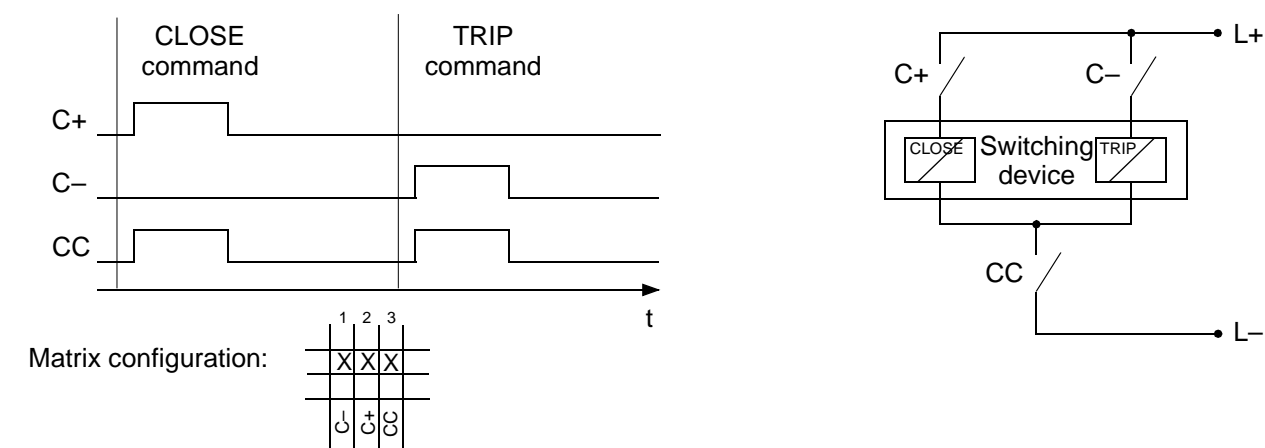 CLOSE
command
TRIP
command
C+
C–
CC
t
Matrix configuration:
1 2 3
X X X
C– C+ CC
L+
C+
C–
CLOSE
Switching
device
TRIP
CC
L–